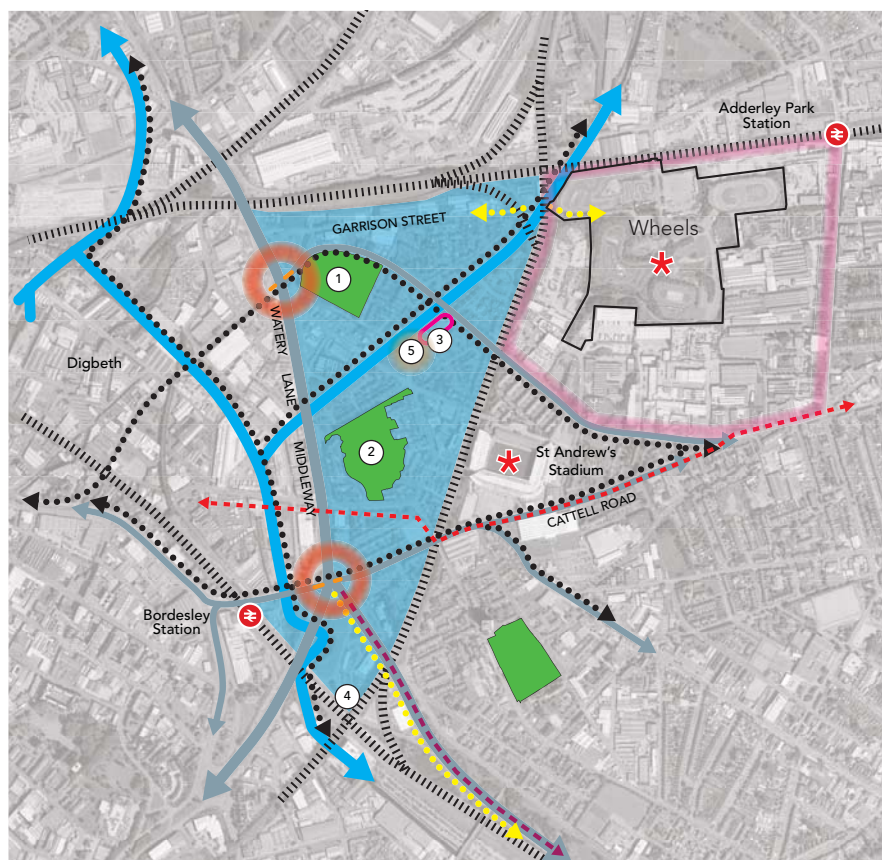 Adderley Park
Station
GARRISON STREET
Wheels
1
WATERY LANE MIDDLEWAY
5
3
Digbeth
2
St Andrew's
Stadium
CATTELL ROAD
Bordesley
Station
4